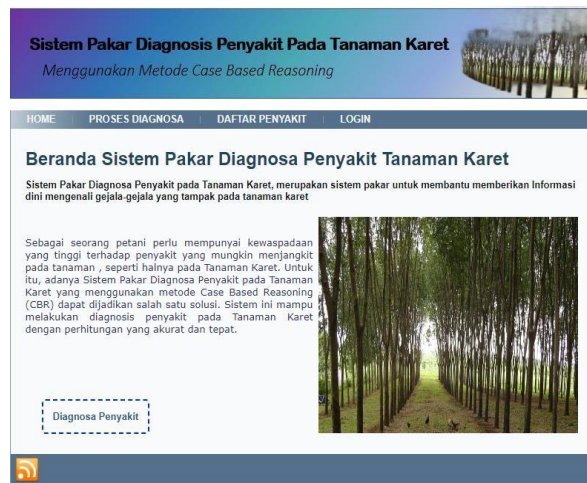 Sistem Pakar Diagnosis Penyakit Pada Tanaman Karet
Menggunakan Metode Case Based Reasoning
HOME PROSES DIAGNOSA DAFTAR PENYAKIT LOGIN
Beranda Sistem Pakar Diagnosa Penyakit Tanaman Karet
Sistem Pakar Diagnosa Penyakit pada Tanaman Karet, merupakan sistem pakar untuk membantu memberikan Informasi
dini mengenali gejala-gejala yang tampak pada tanaman karet
Sebagai seorang petani perlu mempunyai kewaspadaan
yang tinggi terhadap penyakit yang mungkin menjangkit
pada tanaman , seperti halnya pada Tanaman Karet. Untuk
itu, adanya Sistem Pakar Diagnosa Penyakit pada Tanaman
Karet yang menggunakan metode Case Based Reasoning
(CBR) dapat dijadikan salah satu solusi. Sistem ini mampu
melakukan diagnosis penyakit pada Tanaman Karet
dengan perhitungan yang akurat dan tepat.
Diagnosa Penyakit